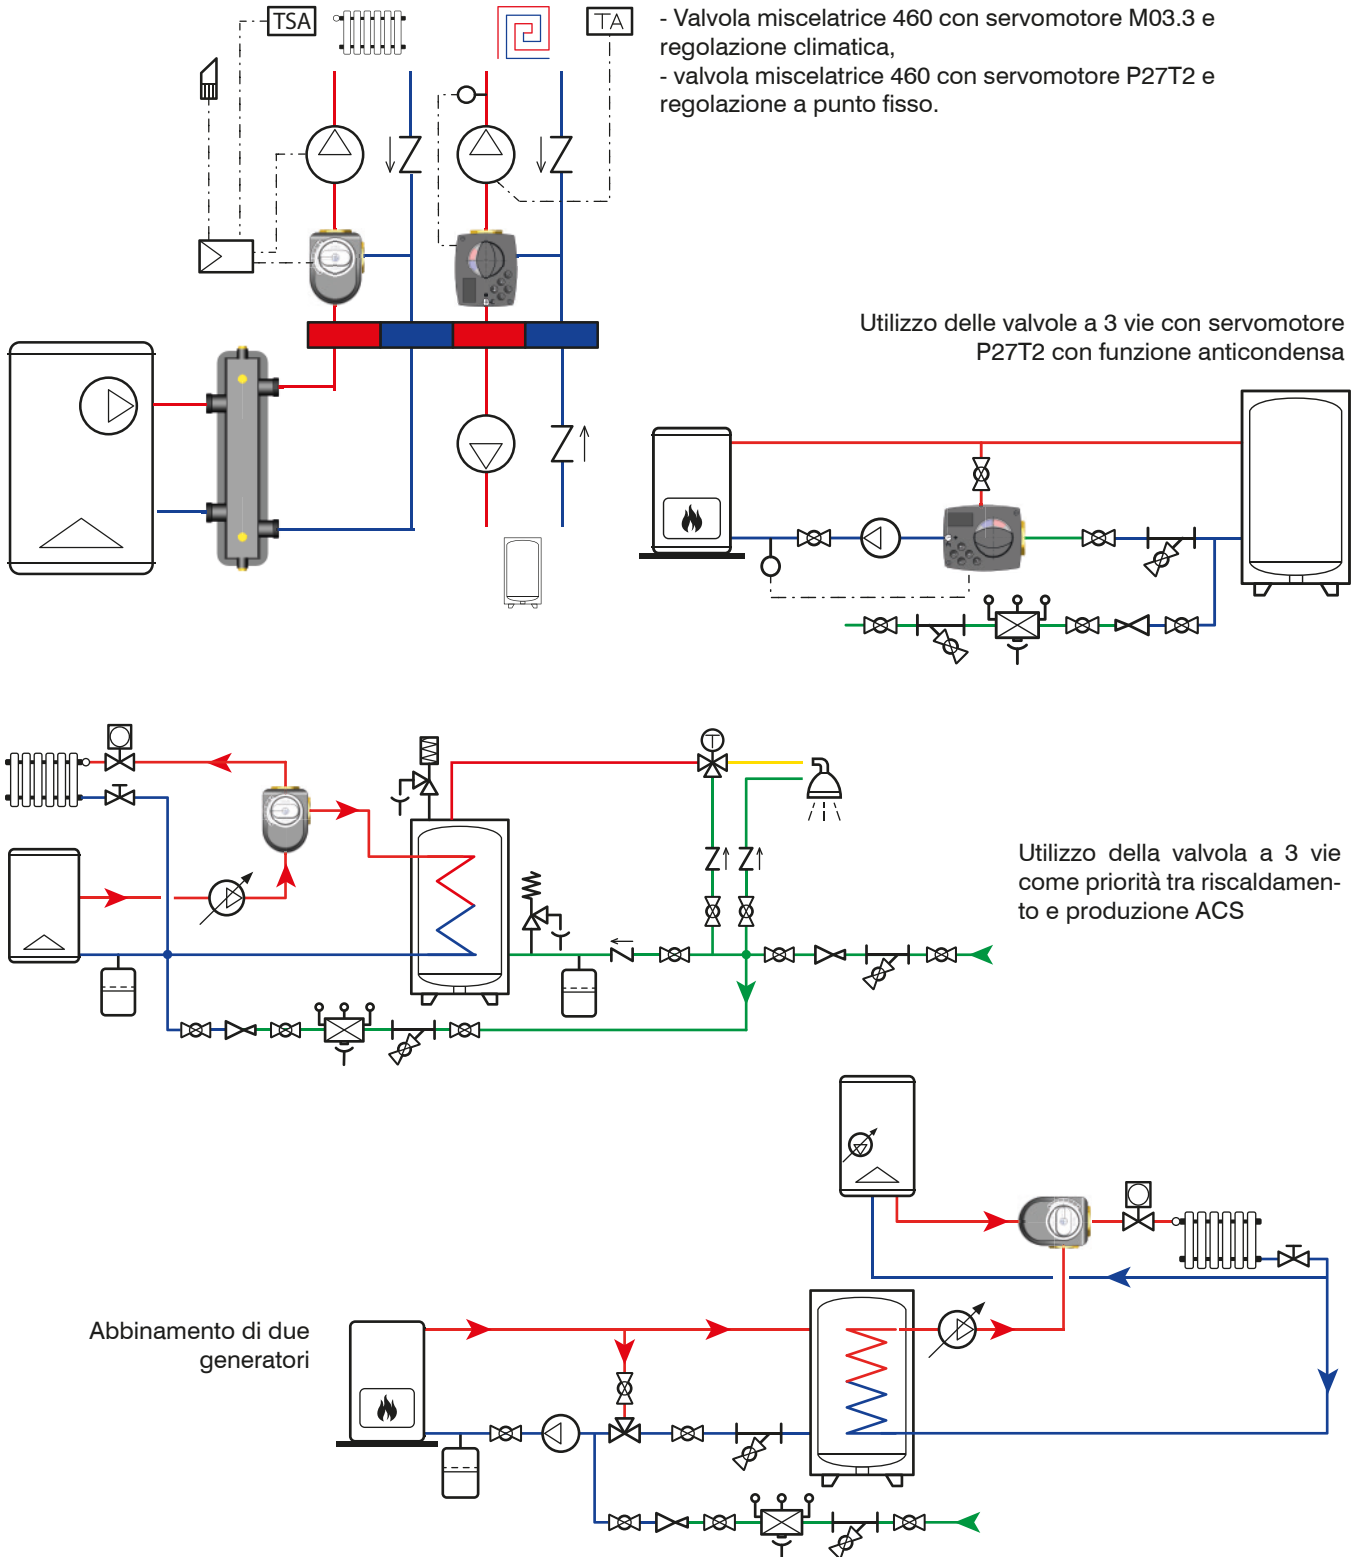 TSA
TA
- Valvola miscelatrice 460 con servomotore M03.3 e
regolazione climatica,
- valvola miscelatrice 460 con servomotore P27T2 e
regolazione a punto fisso.
Utilizzo delle valvole a 3 vie con servomotore
P27T2 con funzione anticondensa
T
Utilizzo della valvola a 3 vie
come priorità tra riscaldamen-
to e produzione ACS
Abbinamento di due
generatori